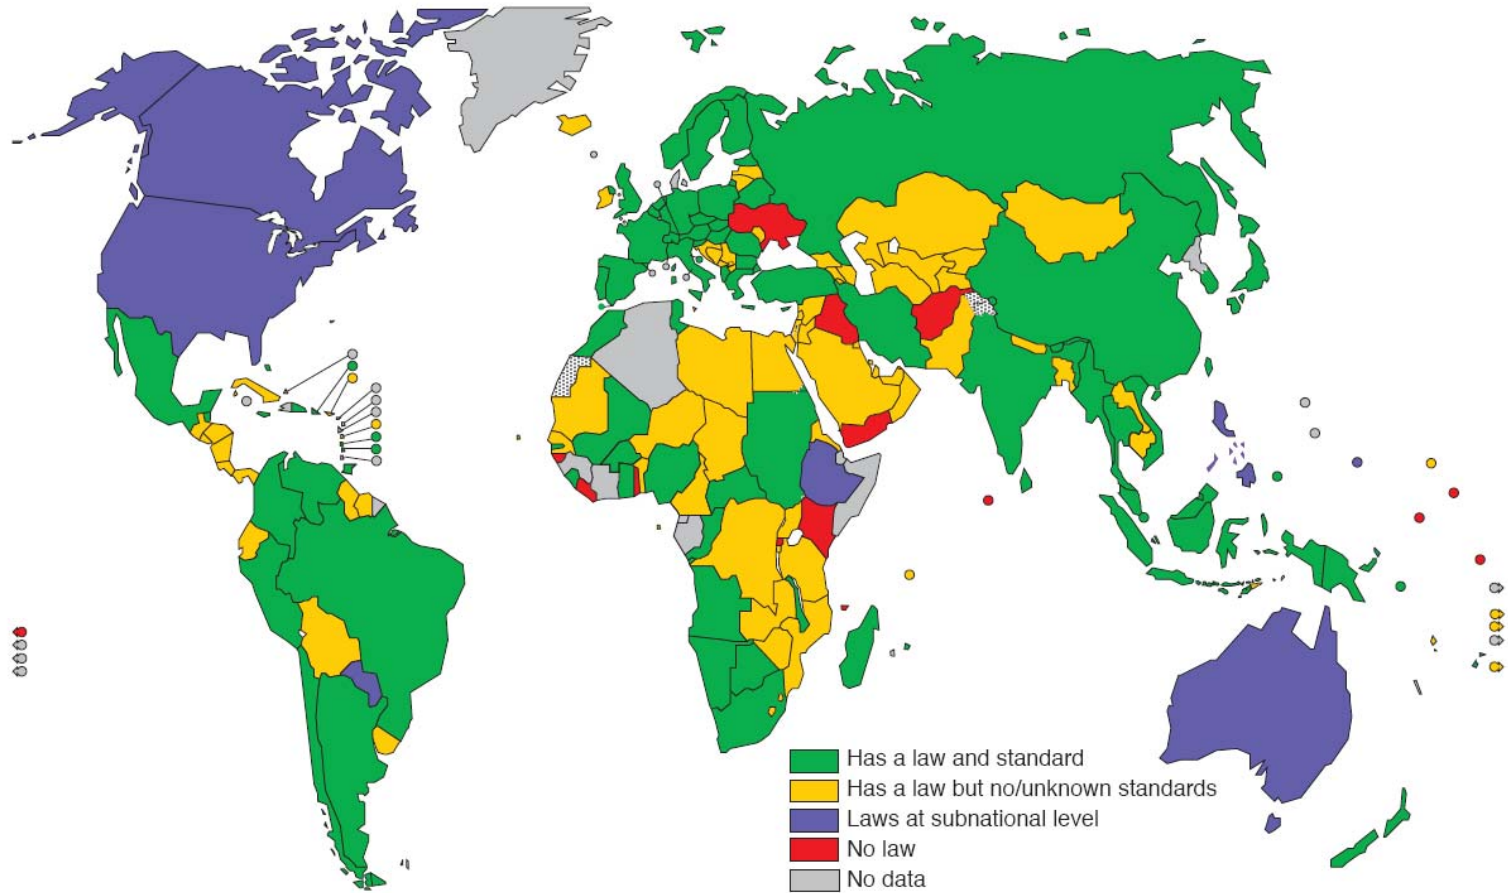 Has a law and standard
Has a law but no/unknown standards
Laws at subnational level
No law
No data